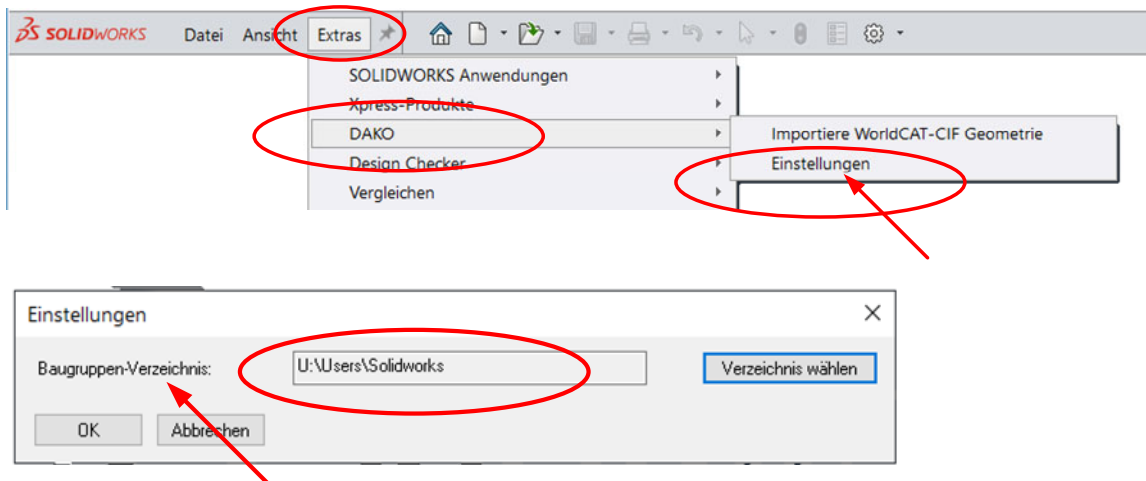 SOLIDWORKS Datei Ansicht Extras
SOLIDWORKS Anwendungen
Xpress-Produkte
DAKO Importiere WorldCAT-CIF Geometrie
Design Checker Einstellungen
Vergleichen
Einstellungen
Baugruppen-Verzeichnis: U:\Users\Solidworks Verzeichnis wählen
OK Abbrechen